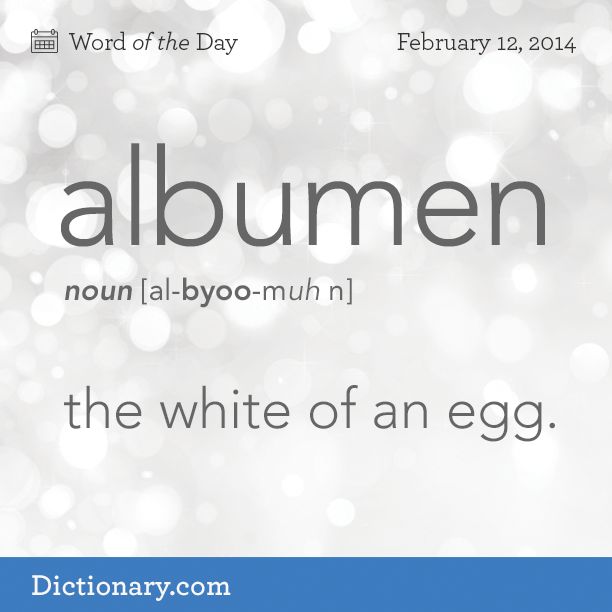 Word of the Day
February 12, 2014
albumen
noun [al-byoo-muh n]
the white of an egg.
Dictionary.com